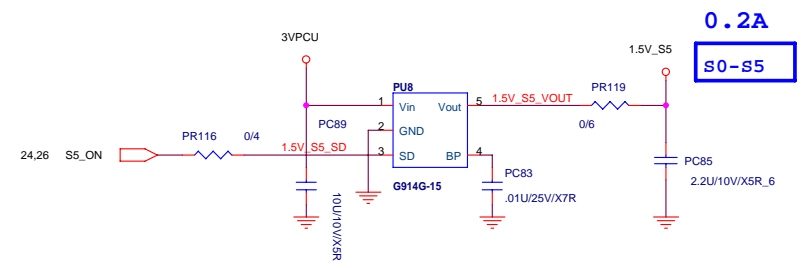 0.2A
S0-S5
3VPCU
1.5V_S5
PU8
1 Vin Vout 5 1.5V_S5_VOUT PR119
0/6
PC89
2 GND
PR116 0/4
1.5V_S5_SD
24,26 S5_ON
3 SD BP 4
PC85
2.2U/10V/X5R_6
PC83
.01U/25V/X7R
G914G-15
10U/10V/X5R